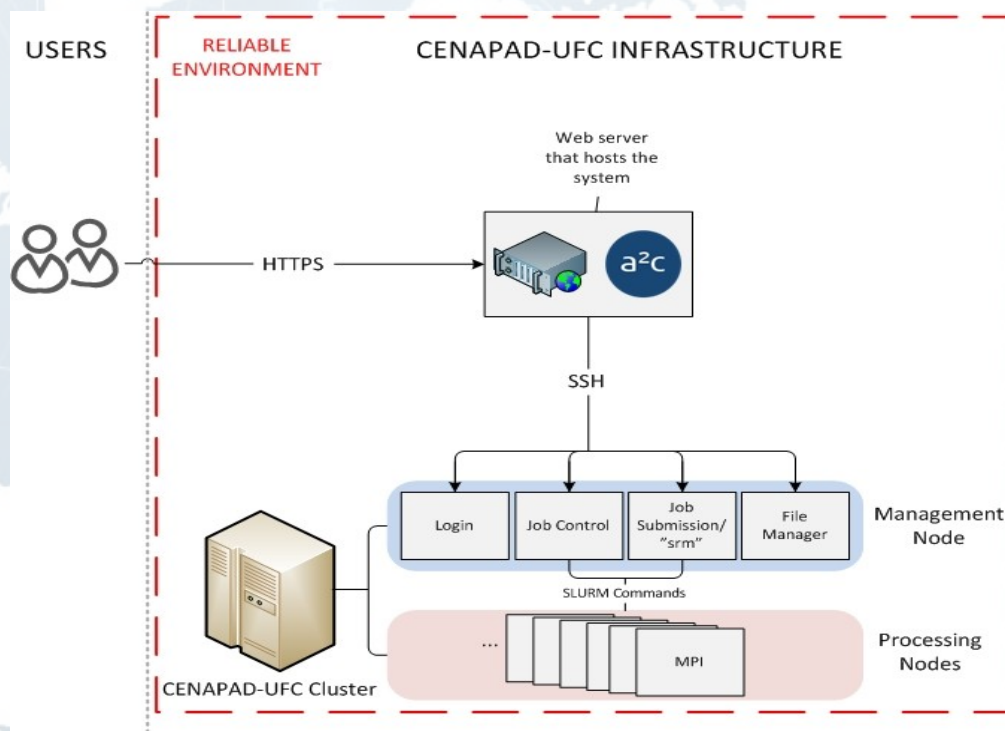 USERS
RELIABLE
ENVIRONMENT
CENAPAD-UFC INFRASTRUCTURE
Web server
that hosts the
system
HTTPS
a²c
SSH
Login
Job Control
Job
Submission/
"srm"
File
Manager
Management
Node
SLURM Commands
...
MPI
Processing
Nodes
CENAPAD-UFC Cluster